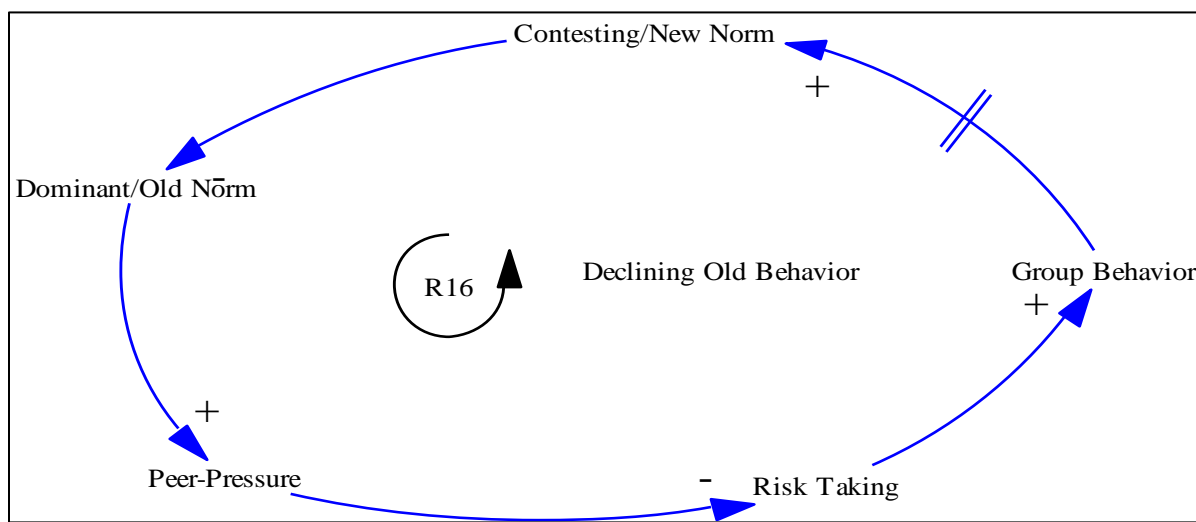 Contesting/New Norm
+
Dominant/Old Norm
-
R16
Declining Old Behavior
Group Behavior
+
+
Peer-Pressure
-
Risk Taking